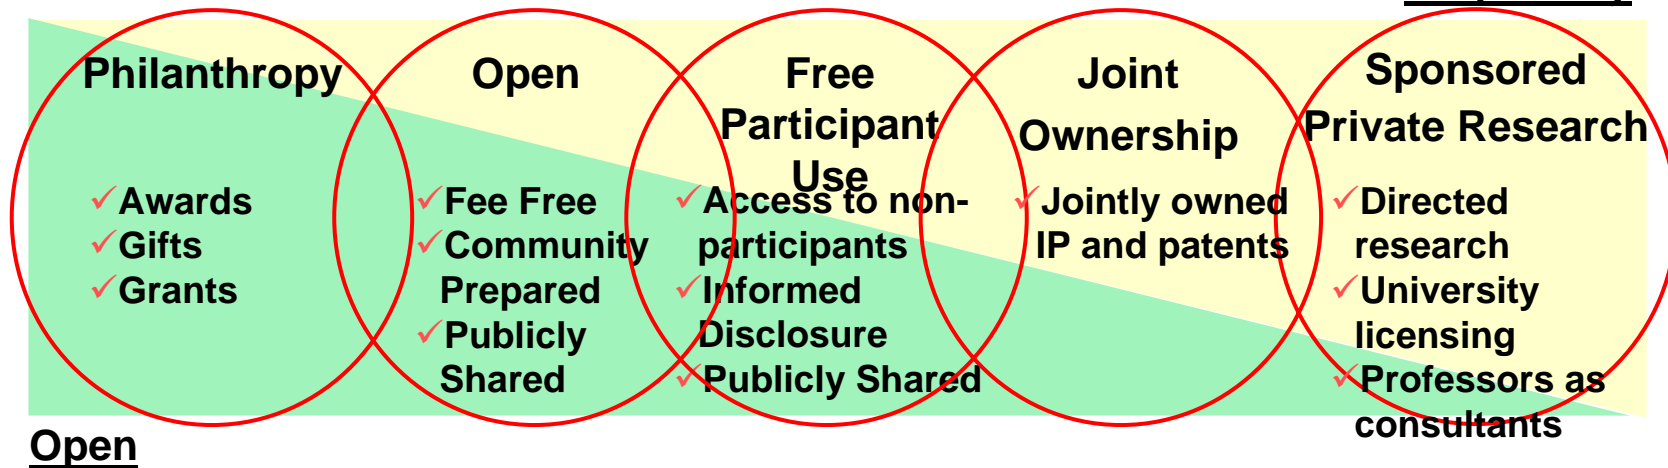 Philanthropy
Awards
Gifts
Grants
Open
Fee Free
Community
Prepared
Publicly
Shared
Free
Participant
Use
Access to non-
participants
Informed
Disclosure
Publicly Shared
Joint
Ownership
Jointly owned
IP and patents
Sponsored
Private Research
Directed
research
University
licensing
Professors as
consultants
Open